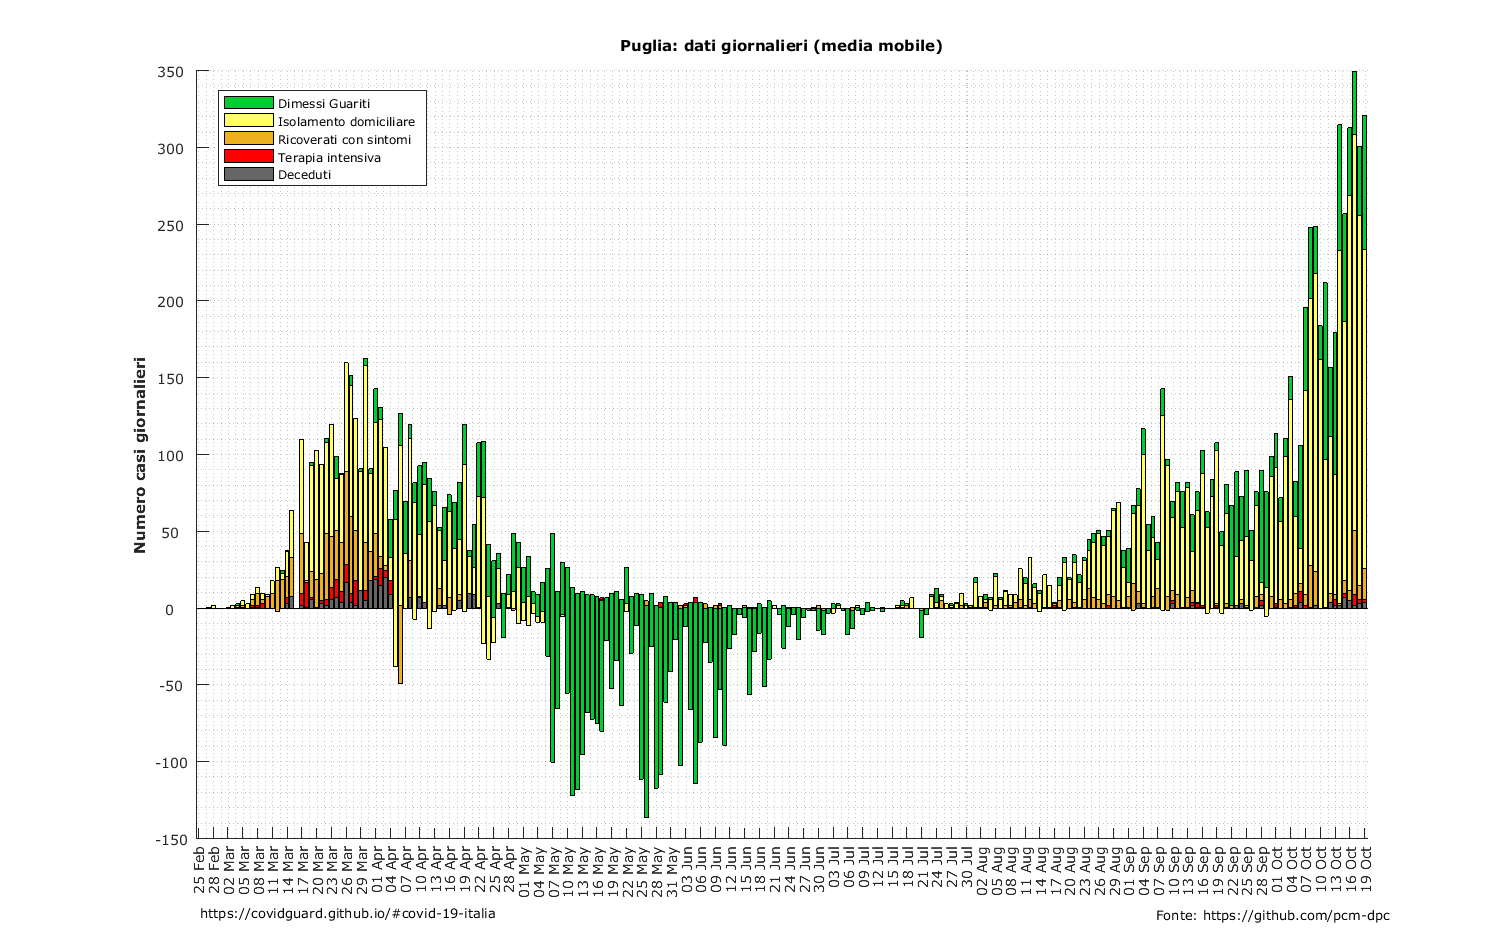 Puglia: dati giornalieri (media mobile)
Numero casi giornalieri
350
300
250
200
150
100
50
0
-50
-100
-150
Dimessi Guariti
Isolamento domiciliare
Ricoverati con sintomi
Terapia intensiva
Deceduti
25 Feb
28 Feb
02 Mar
05 Mar
08 Mar
11 Mar
14 Mar
17 Mar
20 Mar
23 Mar
26 Mar
29 Mar
01 Apr
04 Apr
07 Apr
10 Apr
13 Apr
16 Apr
19 Apr
22 Apr
25 Apr
28 Apr
01 May
04 May
07 May
10 May
13 May
16 May
19 May
22 May
25 May
28 May
31 May
03 Jun
06 Jun
09 Jun
12 Jun
15 Jun
18 Jun
21 Jun
24 Jun
27 Jun
30 Jun
03 Jul
06 Jul
09 Jul
12 Jul
15 Jul
18 Jul
21 Jul
24 Jul
27 Jul
30 Jul
02 Aug
05 Aug
08 Aug
11 Aug
14 Aug
17 Aug
20 Aug
23 Aug
26 Aug
29 Aug
01 Sep
04 Sep
07 Sep
10 Sep
13 Sep
16 Sep
19 Sep
22 Sep
25 Sep
28 Sep
01 Oct
04 Oct
07 Oct
10 Oct
13 Oct
16 Oct
19 Oct
https://covidguard.github.io/#covid-19-italia
Fonte: https://github.com/pcm-dpc